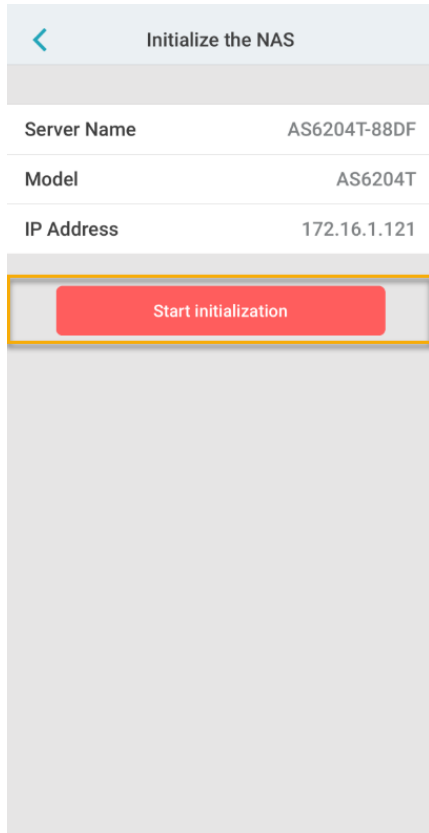 Initialize the NAS
Server Name AS6204T-88DF
Model AS6204T
IP Address 172.16.1.121
Start initialization